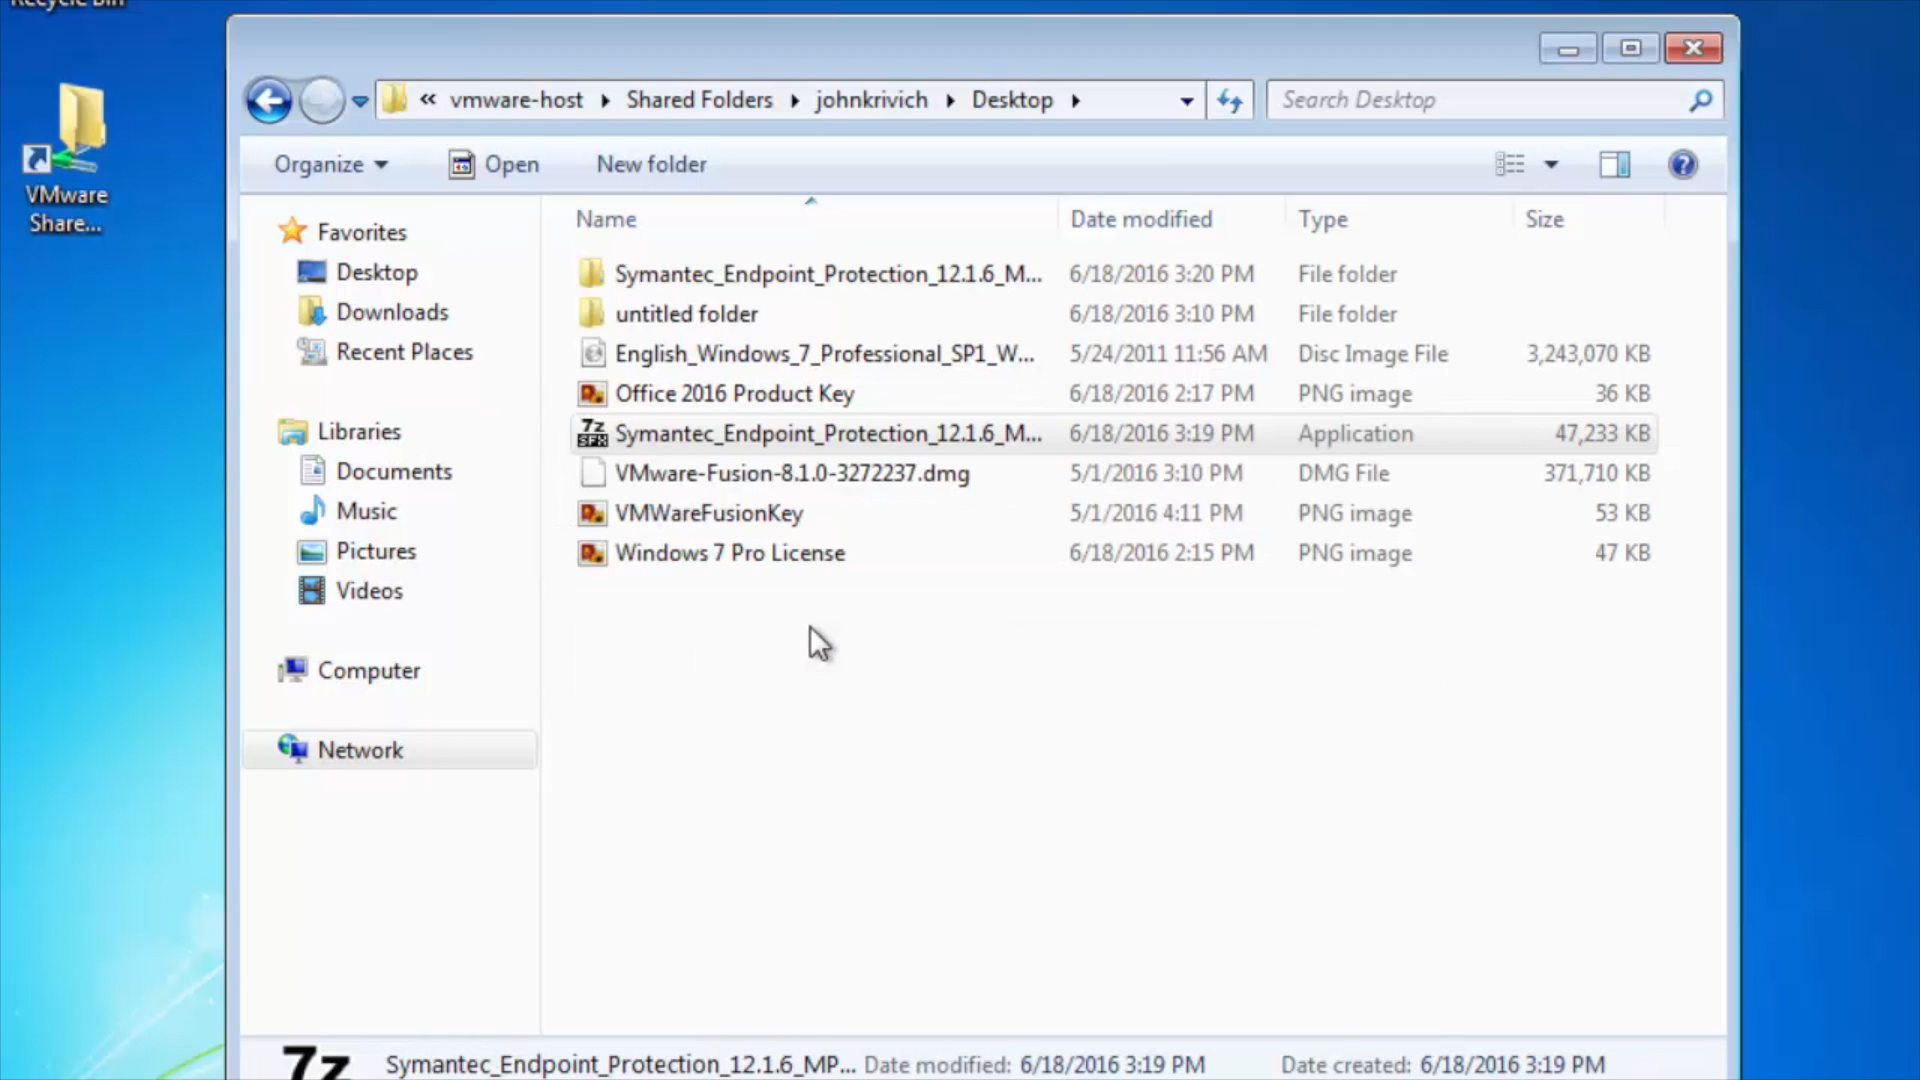 Recycle Bin
VMware
Share...
« vmware-host ▸ Shared Folders ▸ johnkrivich ▸ Desktop ▸
Search Desktop
Organize
Open
New folder
Name
Date modified
Type
Size
Favorites
Desktop
Downloads
Recent Places
Libraries
Documents
Music
Pictures
Videos
Computer
Network
Symantec_Endpoint_Protection_12.1.6_M... 6/18/2016 3:20 PM File folder
untitled folder 6/18/2016 3:10 PM File folder
English_Windows_7_Professional_SP1_W... 5/24/2011 11:56 AM Disc Image File 3,243,070 KB
Office 2016 Product Key 6/18/2016 2:17 PM PNG image 36 KB
7z SFX Symantec_Endpoint_Protection_12.1.6_M... 6/18/2016 3:19 PM Application 47,233 KB
VMware-Fusion-8.1.0-3272237.dmg 5/1/2016 3:10 PM DMG File 371,710 KB
VMWareFusionKey 5/1/2016 4:11 PM PNG image 53 KB
Windows 7 Pro License 6/18/2016 2:15 PM PNG image 47 KB
7z Symantec_Endpoint_Protection_12.1.6_MP... Date modified: 6/18/2016 3:19 PM Date created: 6/18/2016 3:19 PM